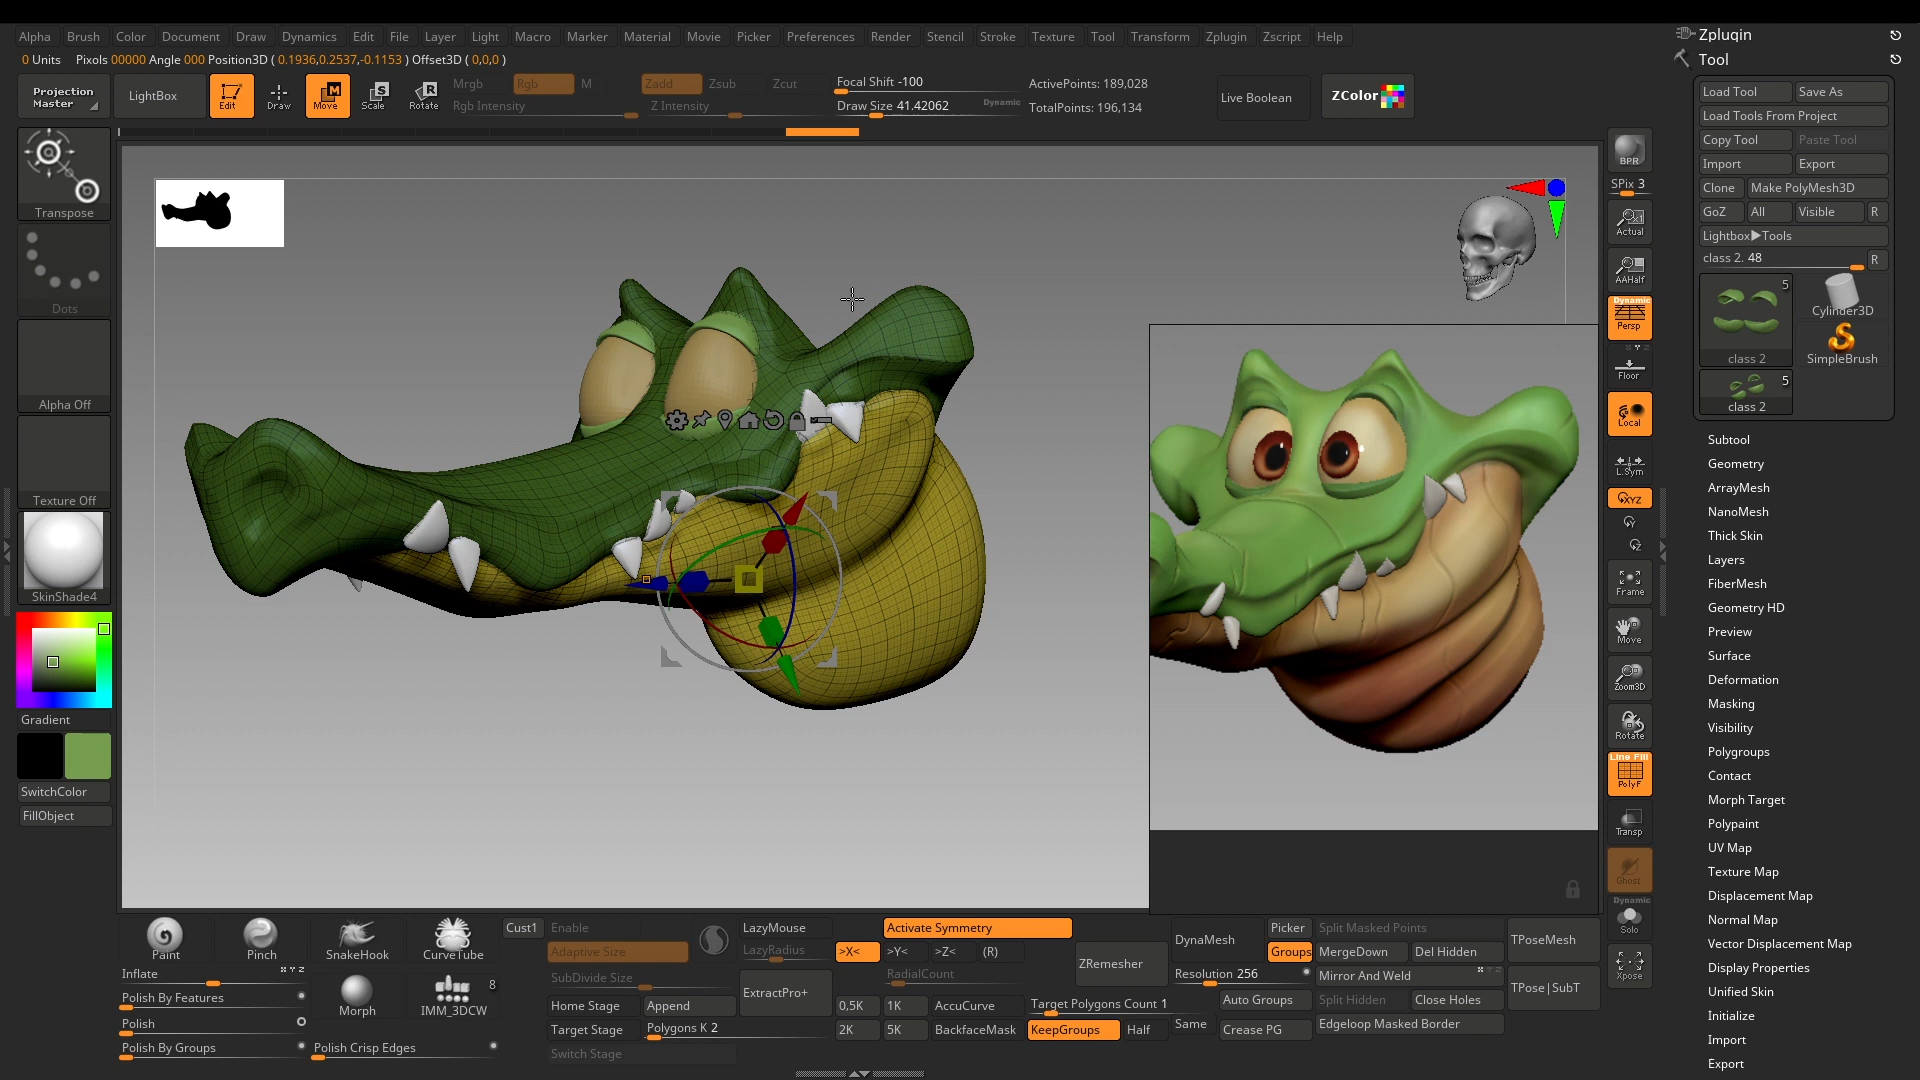 Alpha Brush Color Document Draw Dynamics Edit File Layer Light Macro Marker Material Movie Picker Preferences Render Stencil Stroke Texture Tool Transform Zplugin Zscript Help
0 Units Pixols 00000 Angle 000 Position3D ( 0.1936,0.2537,-0.1153 ) Offset3D ( 0,0,0 )
Projection Master
LightBox
Edit
Draw
Move
Scale
Rotate
Mrgb Rgb M
Rgb Intensity
Zadd Zsub Zcut
Z Intensity
Focal Shift -100
Draw Size 41.42062 Dynamic
ActivePoints: 189,028
TotalPoints: 196,134
Live Boolean
ZColor
Transpose
Dots
Alpha Off
Texture Off
SkinShade4
Gradient
SwitchColor
FillObject
BPR
SPix 3
Actual
AAHalf
Dynamic
Persp
Floor
Local
L.Sym
XYZ
Y
Z
Frame
Move
Zoom3D
Rotate
Line Fill
PolyF
Transp
Ghost
Dynamic
Solo
Xpose
Zplugin
Tool
Load Tool Save As
Load Tools From Project
Copy Tool Paste Tool
Import Export
Clone Make PolyMesh3D
GoZ All Visible R
Lightbox▶Tools
class 2. 48 R
5
Cylinder3D
class 2 SimpleBrush
5
class 2
Subtool
Geometry
ArrayMesh
NanoMesh
Thick Skin
Layers
FiberMesh
Geometry HD
Preview
Surface
Deformation
Masking
Visibility
Polygroups
Contact
Morph Target
Polypaint
UV Map
Texture Map
Displacement Map
Normal Map
Vector Displacement Map
Display Properties
Unified Skin
Initialize
Import
Export
Paint Pinch SnakeHook CurveTube
Inflate
Polish By Features
Polish
Polish By Groups
Morph
8
IMM_3DCW
Polish Crisp Edges
Cust1
Enable
Adaptive Size
SubDivide Size
Home Stage Append
Target Stage Polygons K 2
Switch Stage
LazyMouse
LazyRadius
ExtractPro+
Activate Symmetry
>X< >Y< >Z< (R)
RadialCount
0,5K 1K AccuCurve
2K 5K BackfaceMask
ZRemesher
Target Polygons Count 1
KeepGroups Half Same
DynaMesh
Resolution 256
Picker
Groups
Auto Groups
Crease PG
Split Masked Points
MergeDown Del Hidden
Mirror And Weld
Split Hidden Close Holes
Edgeloop Masked Border
TPoseMesh
TPose|SubT